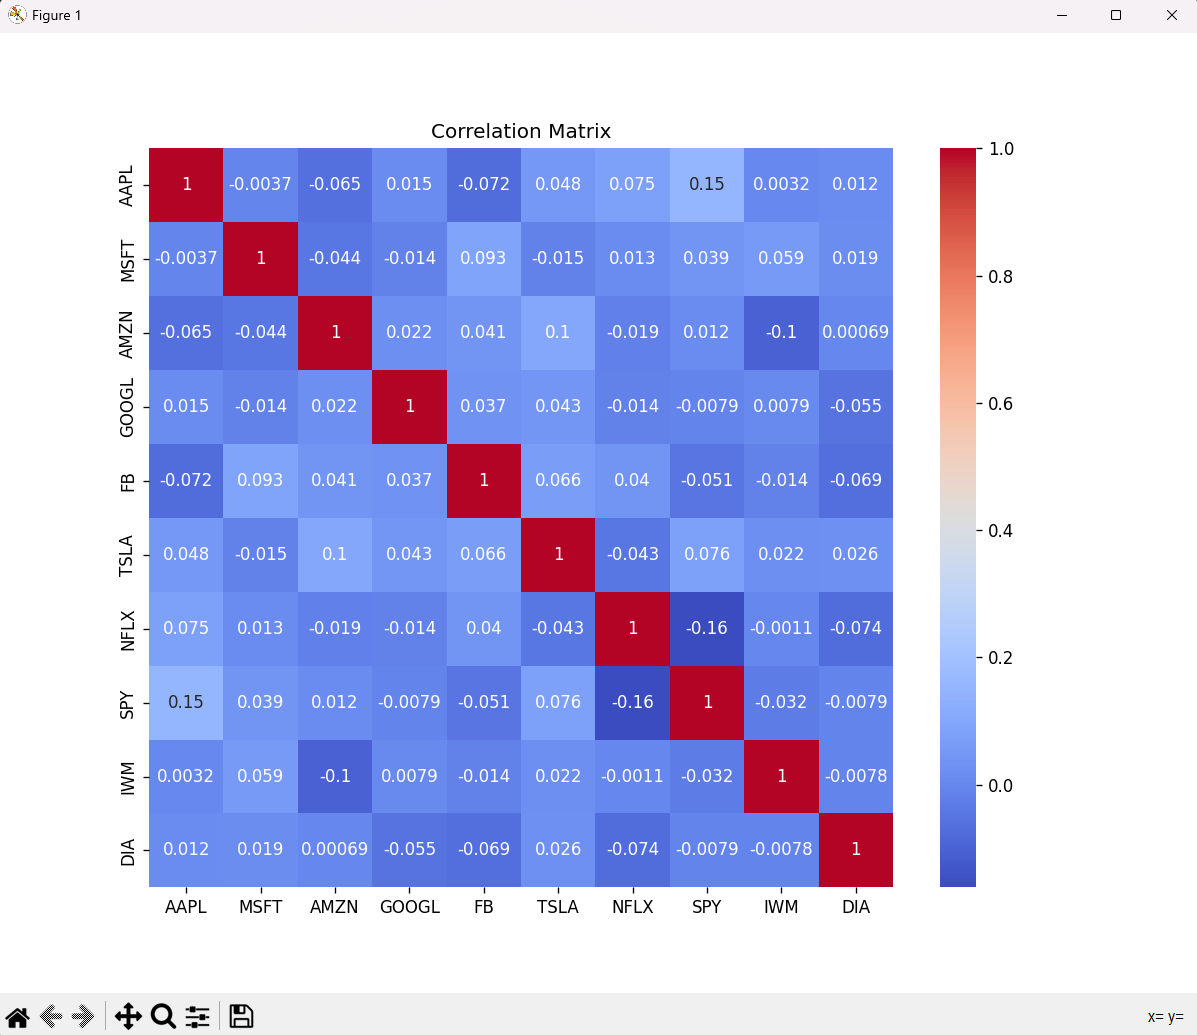 Figure 1
Correlation Matrix
AAPL 1 -0.0037 -0.065 0.015 -0.072 0.048 0.075 0.15 0.0032 0.012
MSFT -0.0037 1 -0.044 -0.014 0.093 -0.015 0.013 0.039 0.059 0.019
AMZN -0.065 -0.044 1 0.022 0.041 0.1 -0.019 0.012 -0.1 0.00069
GOOGL 0.015 -0.014 0.022 1 0.037 0.043 -0.014 -0.0079 0.0079 -0.055
FB -0.072 0.093 0.041 0.037 1 0.066 0.04 -0.051 -0.014 -0.069
TSLA 0.048 -0.015 0.1 0.043 0.066 1 -0.043 0.076 0.022 0.026
NFLX 0.075 0.013 -0.019 -0.014 0.04 -0.043 1 -0.16 -0.0011 -0.074
SPY 0.15 0.039 0.012 -0.0079 -0.051 0.076 -0.16 1 -0.032 -0.0079
IWM 0.0032 0.059 -0.1 0.0079 -0.014 0.022 -0.0011 -0.032 1 -0.0078
DIA 0.012 0.019 0.00069 -0.055 -0.069 0.026 -0.074 -0.0079 -0.0078 1
AAPL MSFT AMZN GOOGL FB TSLA NFLX SPY IWM DIA
1.0
0.8
0.6
0.4
0.2
0.0
x= y=